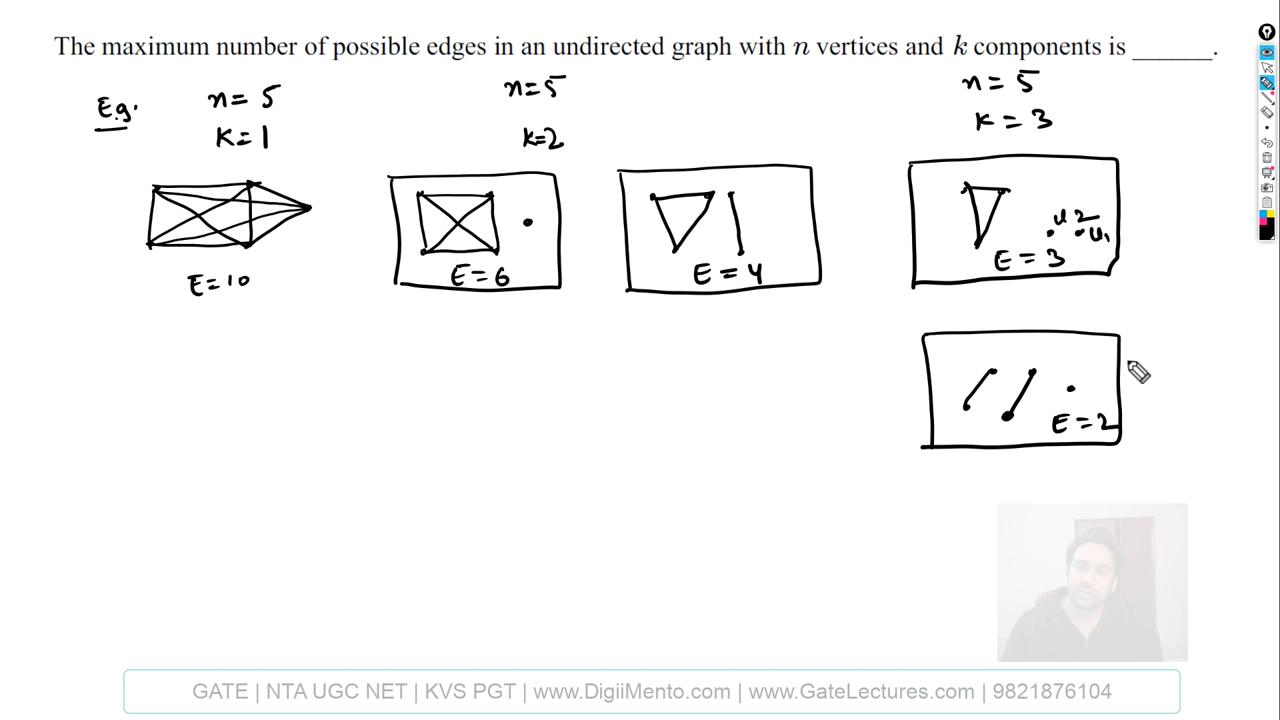 The maximum number of possible edges in an undirected graph with n vertices and k components is ______.
E.g.
n = 5
K = 1
E = 10
n = 5
K = 2
E = 6
E = 4
n = 5
K = 3
E = 3
E = 2
GATE | NTA UGC NET | KVS PGT | www.DigiiMento.com | www.GateLectures.com | 9821876104